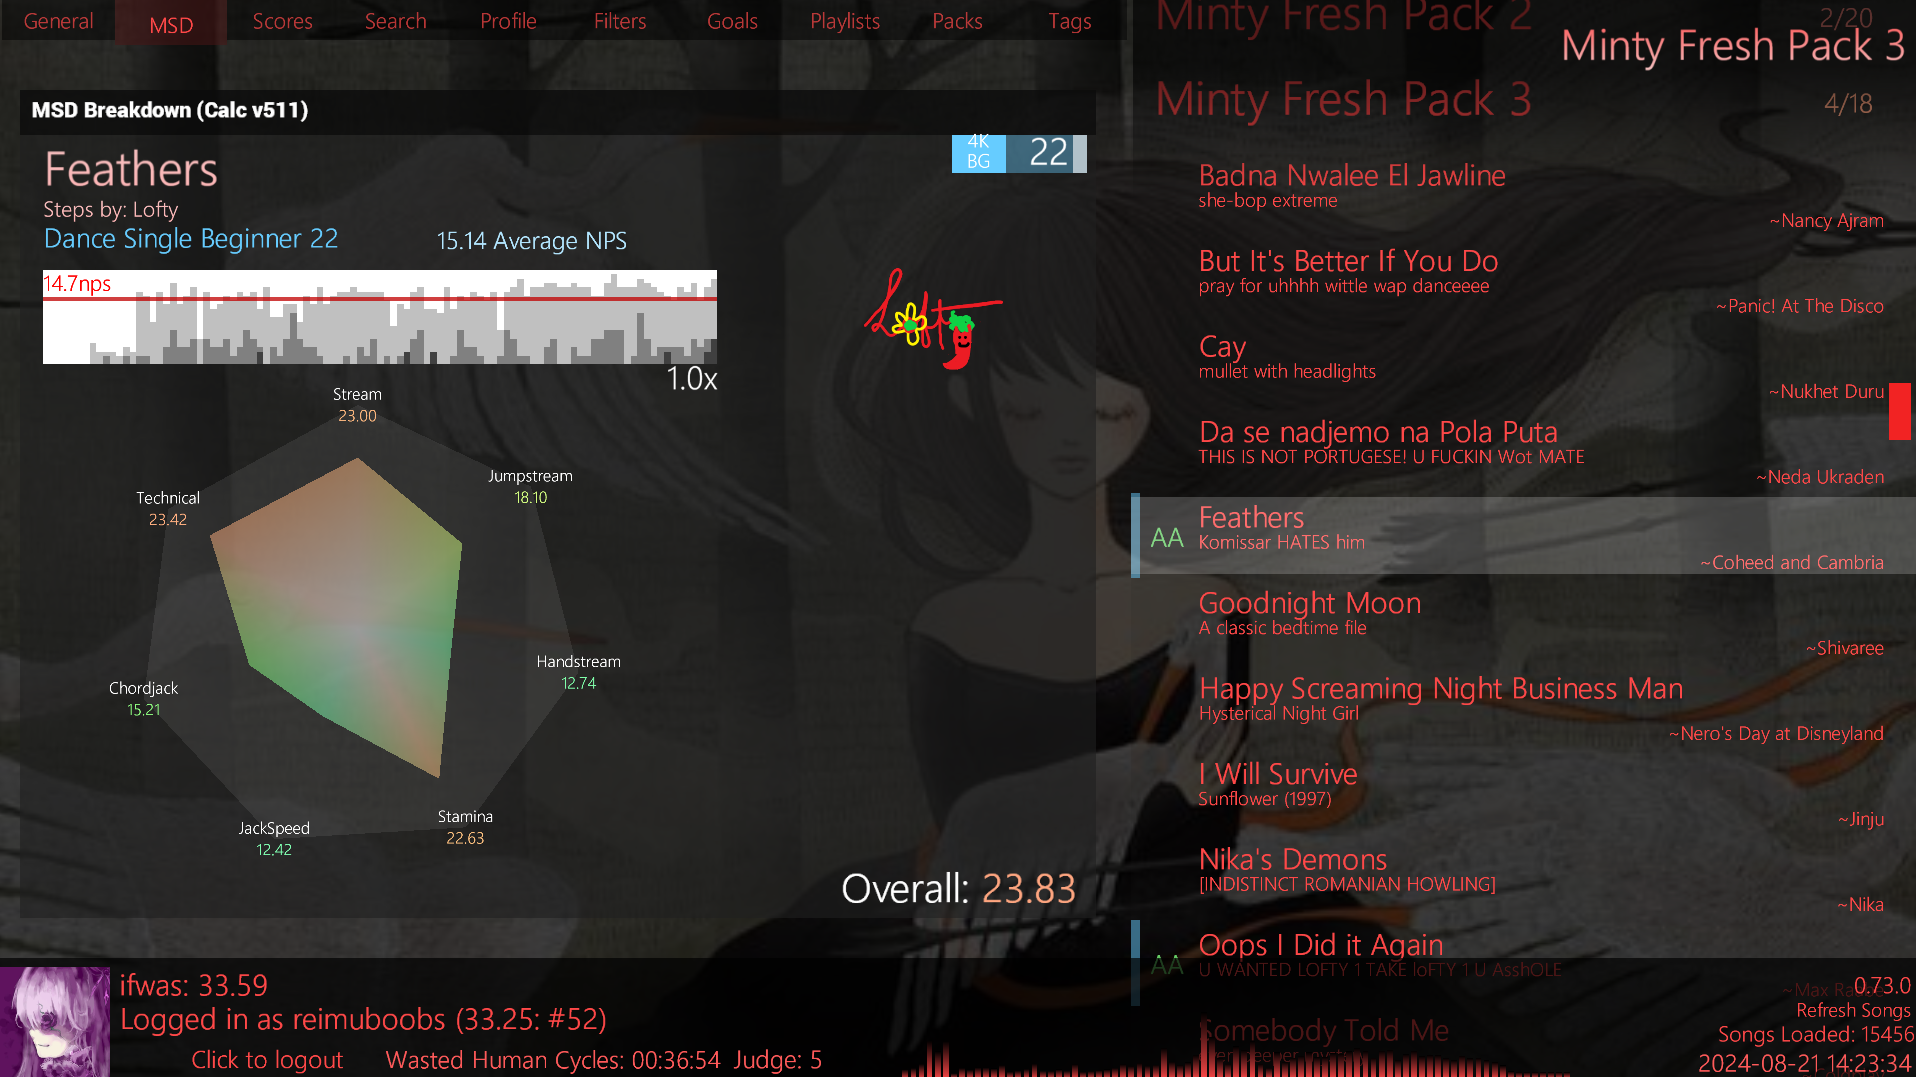 General MSD Scores Search Profile Filters Goals Playlists Packs Tags
MSD Breakdown (Calc v511)
Feathers
4K
BG
22
Steps by: Lofty
Dance Single Beginner 22
15.14 Average NPS
14.7nps
1.0x
Lofty
Stream
23.00
Jumpstream
18.10
Technical
23.42
Handstream
12.74
Chordjack
15.21
Stamina
22.63
JackSpeed
12.42
Overall: 23.83
Minty Fresh Pack 2
2/20
Minty Fresh Pack 3
Minty Fresh Pack 3
4/18
Badna Nwalee El Jawline
she-bop extreme
~Nancy Ajram
But It's Better If You Do
pray for uhhhh wittle wap danceeee
~Panic! At The Disco
Cay
mullet with headlights
~Nukhet Duru
Da se nadjemo na Pola Puta
THIS IS NOT PORTUGESE! U FUCKIN Wot MATE
~Neda Ukraden
AA
Feathers
Komissar HATES him
~Coheed and Cambria
Goodnight Moon
A classic bedtime file
~Shivaree
Happy Screaming Night Business Man
Hysterical Night Girl
~Nero's Day at Disneyland
I Will Survive
Sunflower (1997)
~Jinju
Nika's Demons
[INDISTINCT ROMANIAN HOWLING]
~Nika
AA
Oops I Did it Again
U WANTED LOFTY 1 TAKE loFTY 1 U AsshOLE
~Max
Somebody Told Me
ifwas: 33.59
Logged in as reimuboobs (33.25: #52)
Click to logout
Wasted Human Cycles: 00:36:54
Judge: 5
0.73.0
Refresh Songs
Songs Loaded: 15456
2024-08-21 14:23:34